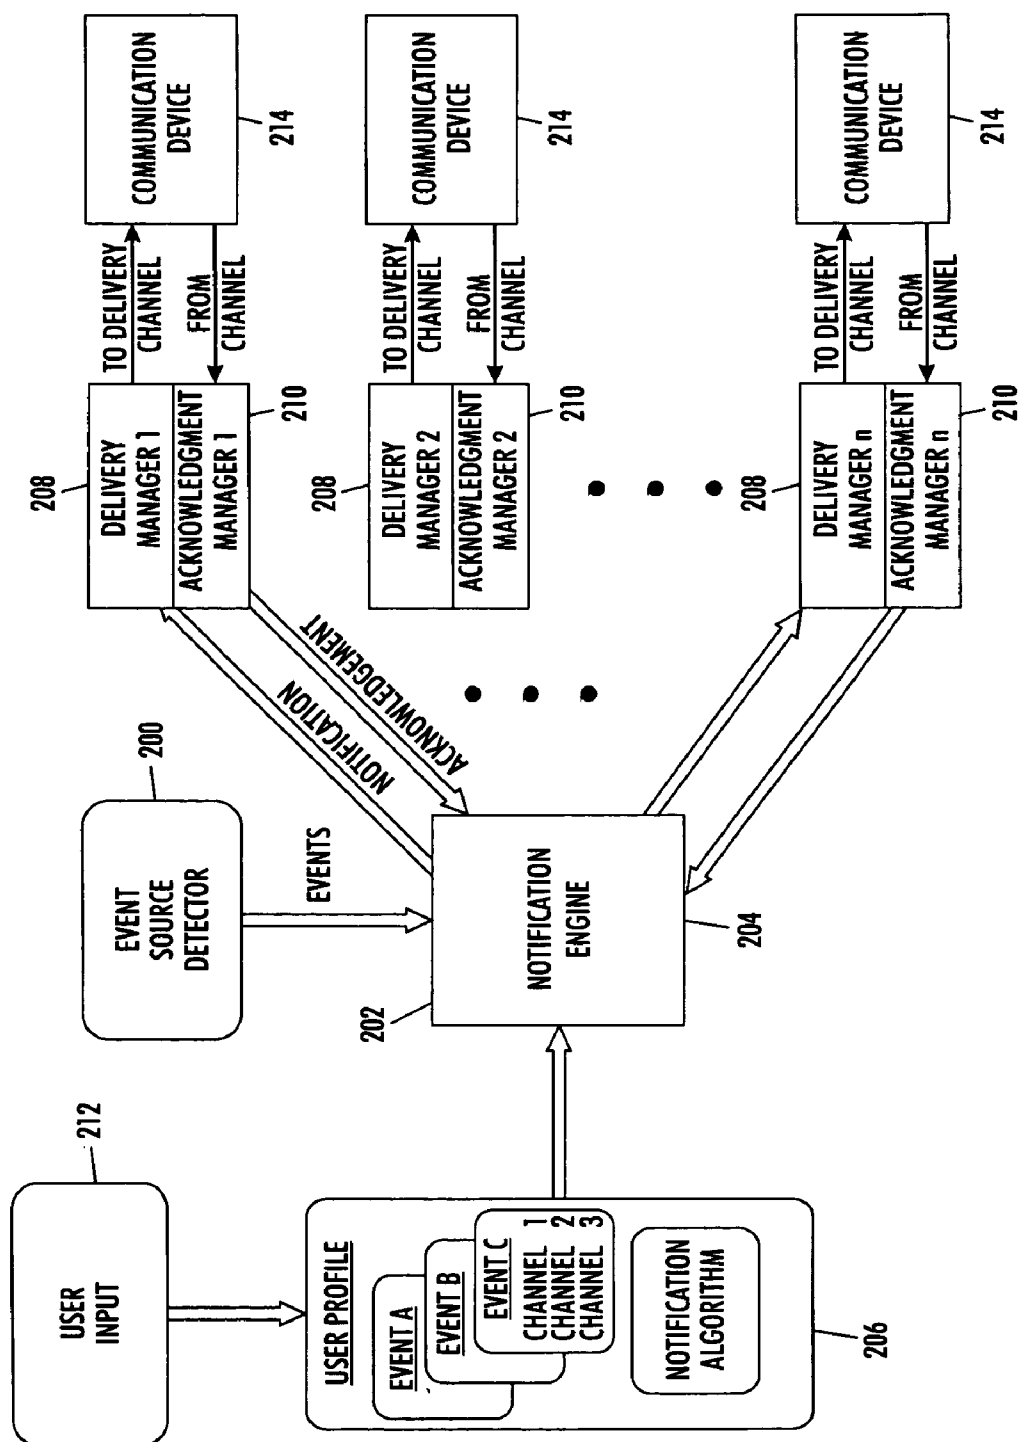 USER
INPUT
212
USER PROFILE
EVENT A
EVENT B
EVENT C
CHANNEL 1
CHANNEL 2
CHANNEL 3
NOTIFICATION
ALGORITHM
206
EVENT
SOURCE
DETECTOR
200
EVENTS
202
NOTIFICATION
ENGINE
204
NOTIFICATION
ACKNOWLEDGEMENT
208
DELIVERY
MANAGER 1
ACKNOWLEDGMENT
MANAGER 1
210
TO DELIVERY
CHANNEL
FROM
CHANNEL
COMMUNICATION
DEVICE
214
208
DELIVERY
MANAGER 2
ACKNOWLEDGMENT
MANAGER 2
210
TO DELIVERY
CHANNEL
FROM
CHANNEL
COMMUNICATION
DEVICE
214
208
DELIVERY
MANAGER n
ACKNOWLEDGMENT
MANAGER n
210
TO DELIVERY
CHANNEL
FROM
CHANNEL
COMMUNICATION
DEVICE
214